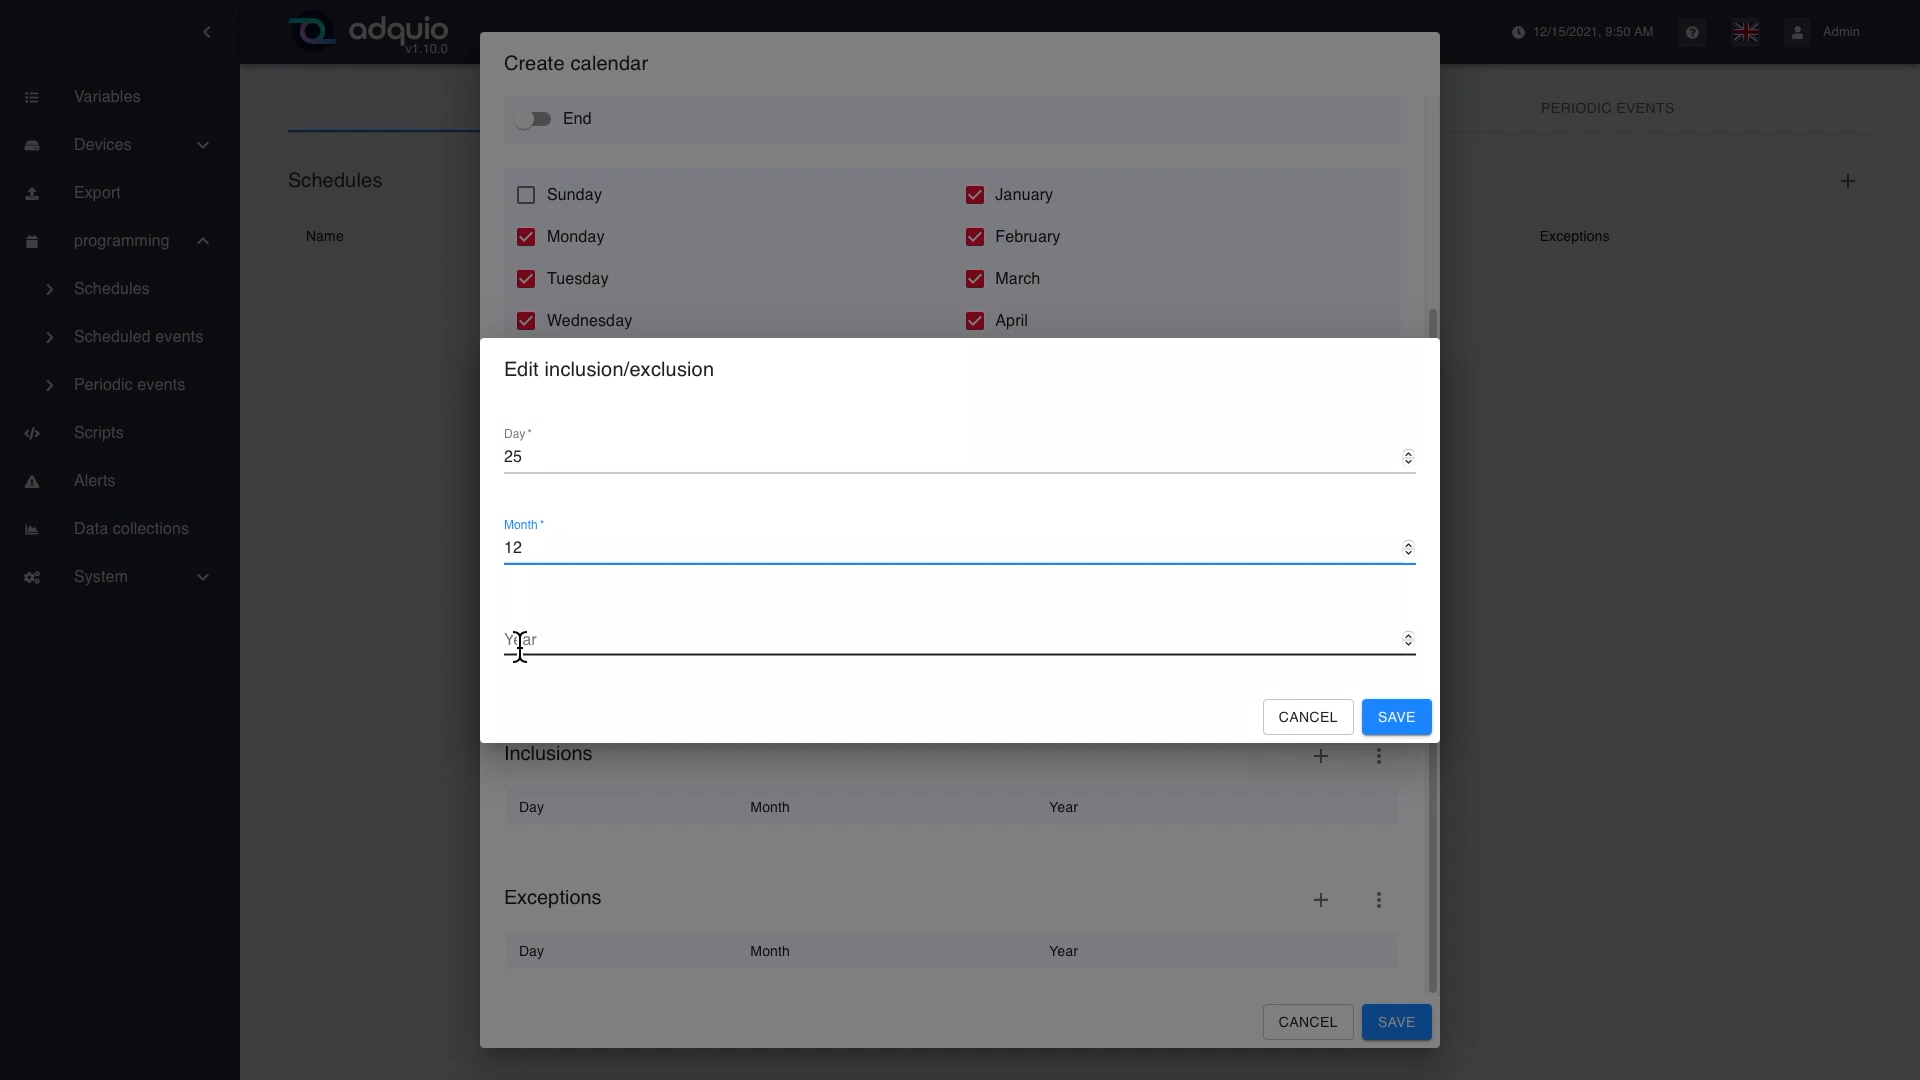 adquio
v1.10.0
12/15/2021, 9:50 AM
Admin
Variables
Devices
Export
programming
Schedules
Scheduled events
Periodic events
Scripts
Alerts
Data collections
System
PERIODIC EVENTS
Schedules
Name
Exceptions
Create calendar
End
Sunday
January
Monday
February
Tuesday
March
Wednesday
April
Edit inclusion/exclusion
Day *
25
Month *
12
Year
CANCEL
SAVE
Inclusions
Day
Month
Year
Exceptions
Day
Month
Year
CANCEL
SAVE